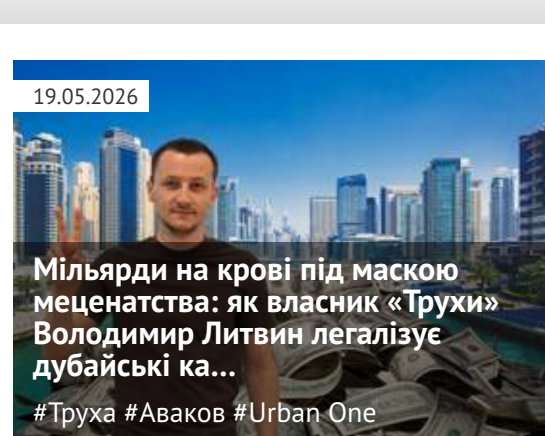 19.05.2026
Мільярди на крові під маскою
меценатства: як власник «Трухи»
Володимир Литвин легалізує
дубайські ка...
#Труха #Аваков #Urban One